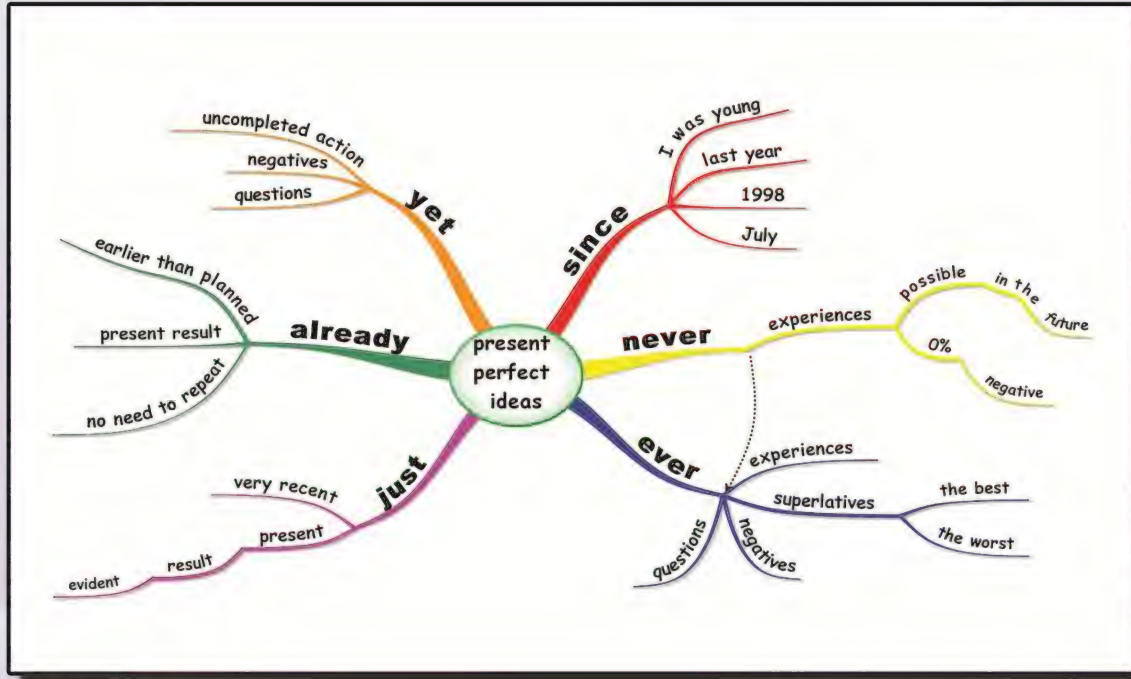 present
perfect
ideas
yet
uncompleted action
negatives
questions
already
earlier than planned
present result
no need to repeat
just
very recent
present
result
evident
since
I was young
last year
1998
July
never
experiences
possible
in the
future
0%
negative
ever
experiences
superlatives
the best
the worst
negatives
questions